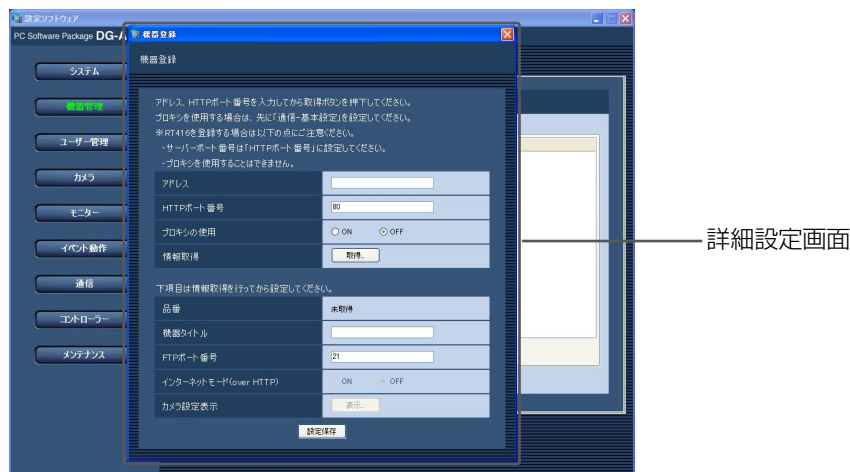 設定ソフトウェア
PC Software Package DG-A
システム
機器管理
ユーザー管理
カメラ
モニター
イベント動作
通信
コントローラー
メンテナンス
機器登録
機器登録
アドレス、HTTPポート番号を入力してから取得ボタンを押下してください。
プロキシを使用する場合は、先に「通信-基本設定」を設定してください。
※RT416を登録する場合は以下の点にご注意ください。
-サーバーポート番号は「HTTPポート番号」に設定してください。
-プロキシを使用することはできません。
アドレス
HTTPポート番号 80
プロキシの使用 ON OFF
情報取得 取得..
下項目は情報取得を行ってから設定してください。
品番 未取得
機器タイトル
FTPポート番号 21
インターネットモード(over HTTP) ON OFF
カメラ設定表示 表示..
設定保存
詳細設定画面